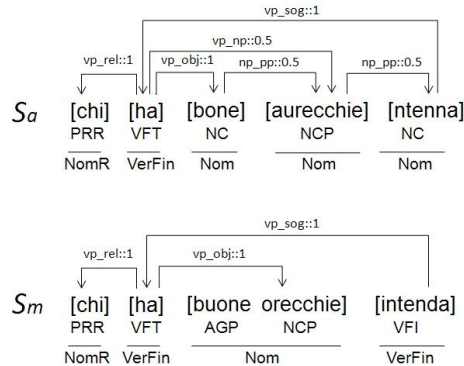 vp_sog::1
vp_np::0.5
vp_rel::1 vp_obj::1 np_pp::0.5 np_pp::0.5
Sa [chi] [ha] [bone] [aurecchie] [ntenna]
PRR VFT NC NCP NC
NomR VerFin Nom Nom Nom
vp_sog::1
vp_rel::1 vp_obj::1
Sm [chi] [ha] [buone orecchie] [intenda]
PRR VFT AGP NCP VFI
NomR VerFin Nom VerFin